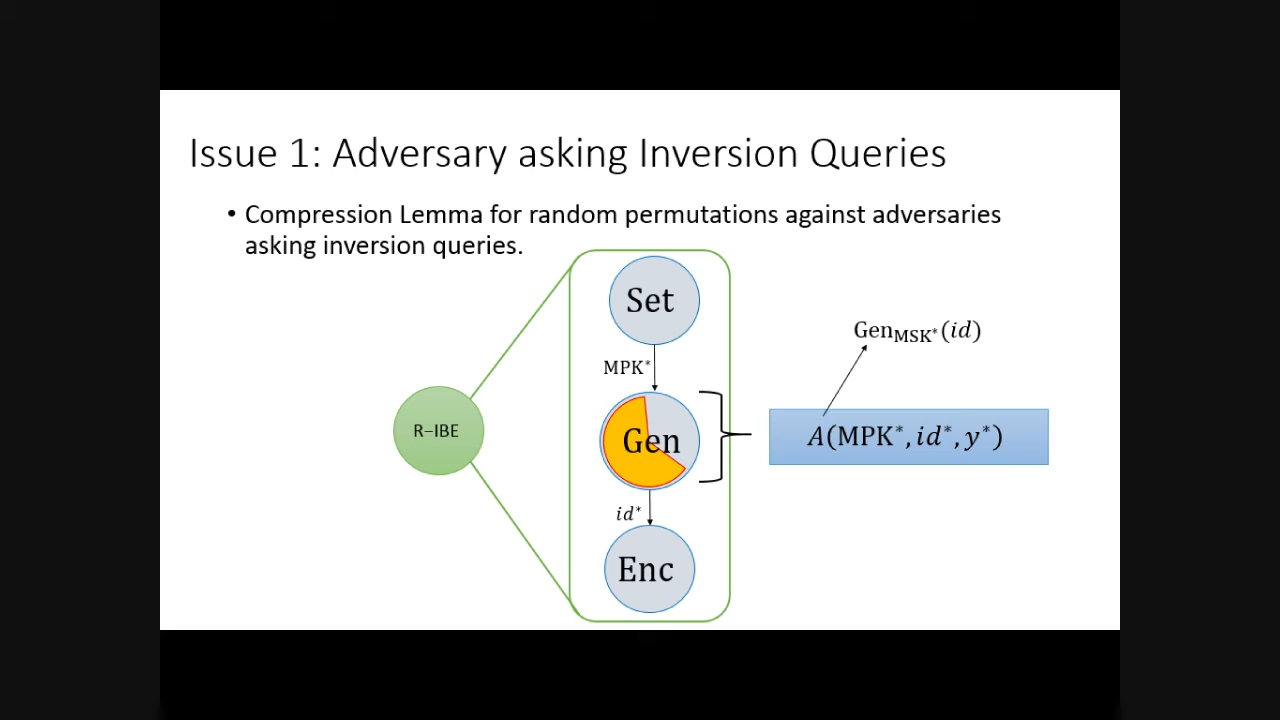 Issue 1: Adversary asking Inversion Queries
• Compression Lemma for random permutations against adversaries
asking inversion queries.
Set
Gen_MSK*(id)
MPK*
R–IBE
Gen
A(MPK*, id*, y*)
id*
Enc